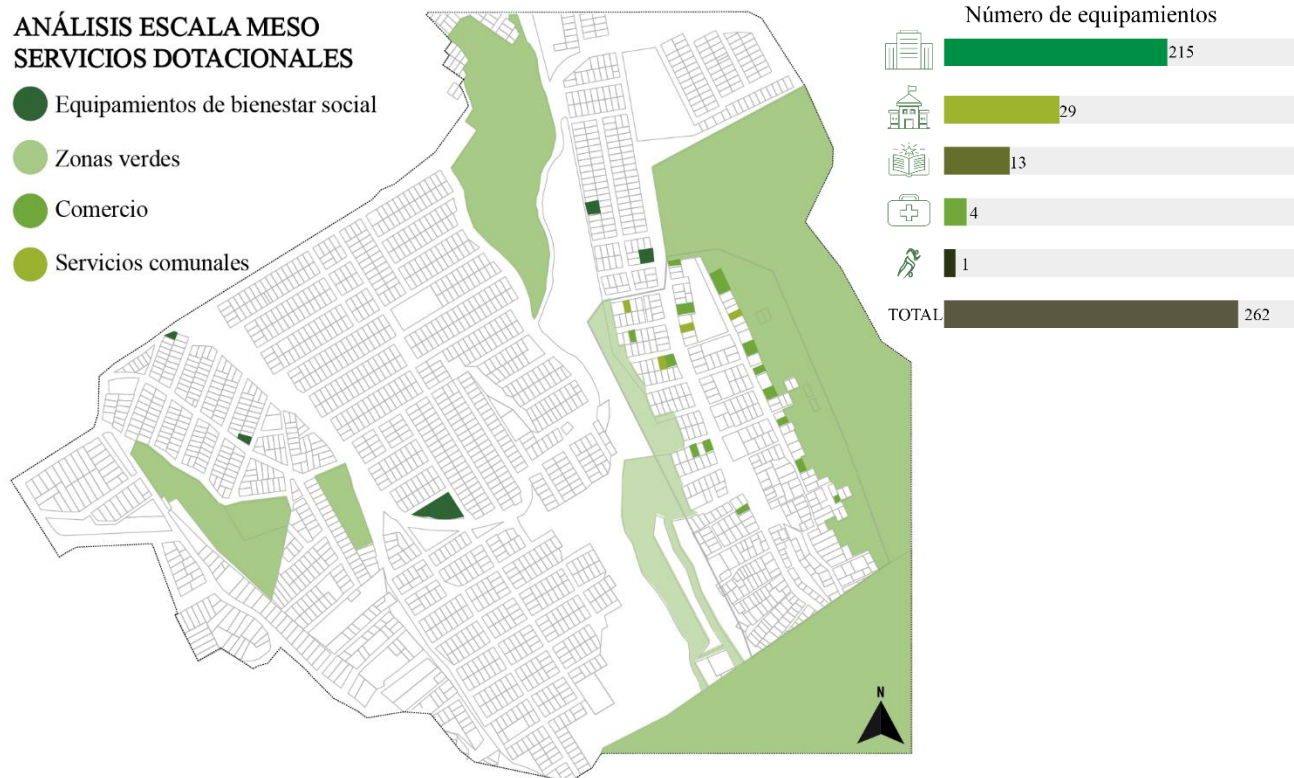 ANÁLISIS ESCALA MESO
SERVICIOS DOTACIONALES
Equipamientos de bienestar social
Zonas verdes
Comercio
Servicios comunales
N
Número de equipamientos
215
29
13
4
1
TOTAL 262